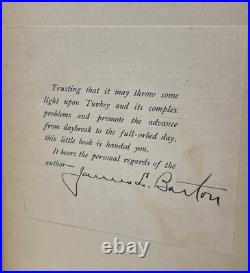 Trusting that it may throw some
light upon Turkey and its complex
problems and promote the advance
from daybreak to the full-orbed day,
this little book is handed you.
It bears the personal regards of the
author—
James L. Barton